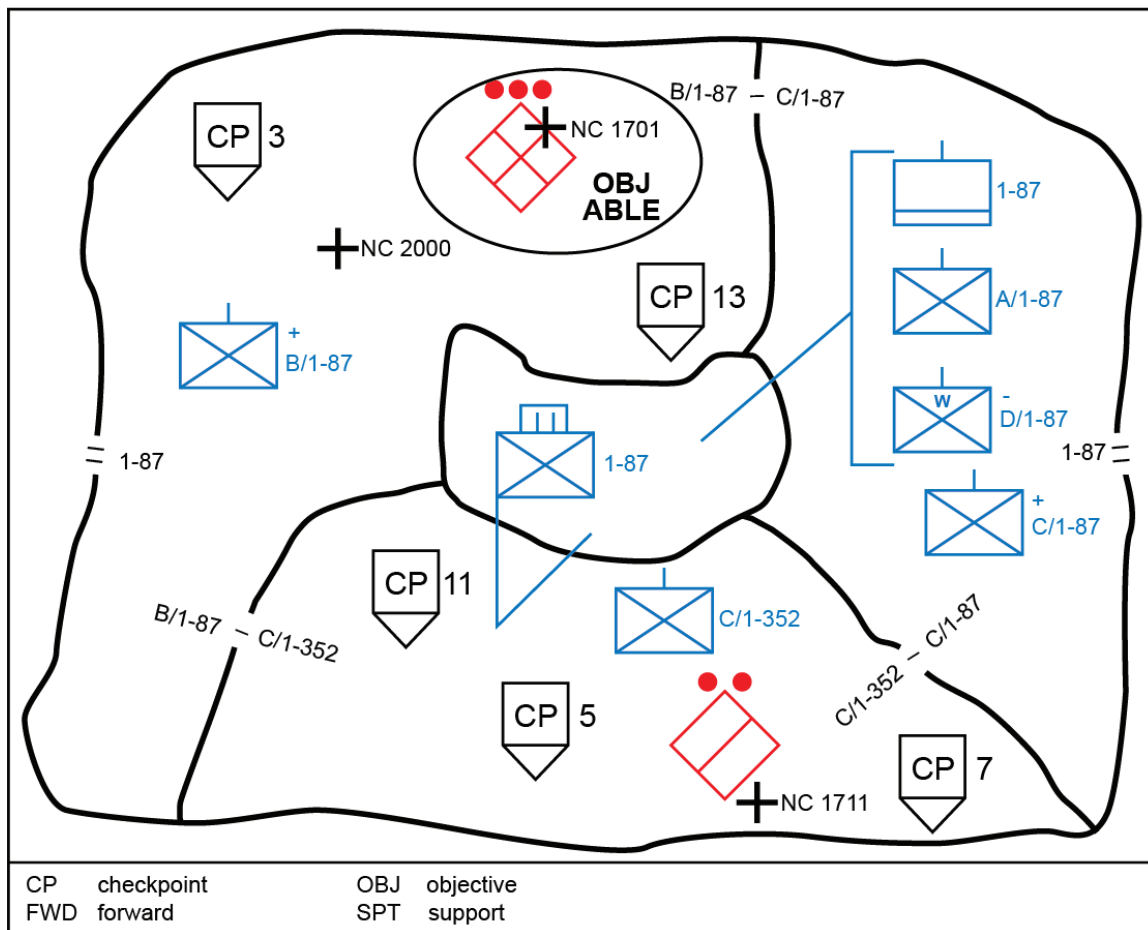 B/1-87 – C/1-87
CP 3
NC 1701
OBJ
ABLE
1-87
NC 2000
CP 13
A/1-87
+
B/1-87
W
-
D/1-87
1-87
1-87
1-87
+
C/1-87
CP 11
B/1-87 – C/1-352
C/1-352
C/1-352 – C/1-87
CP 5
CP 7
NC 1711
CP checkpoint OBJ objective
FWD forward SPT support